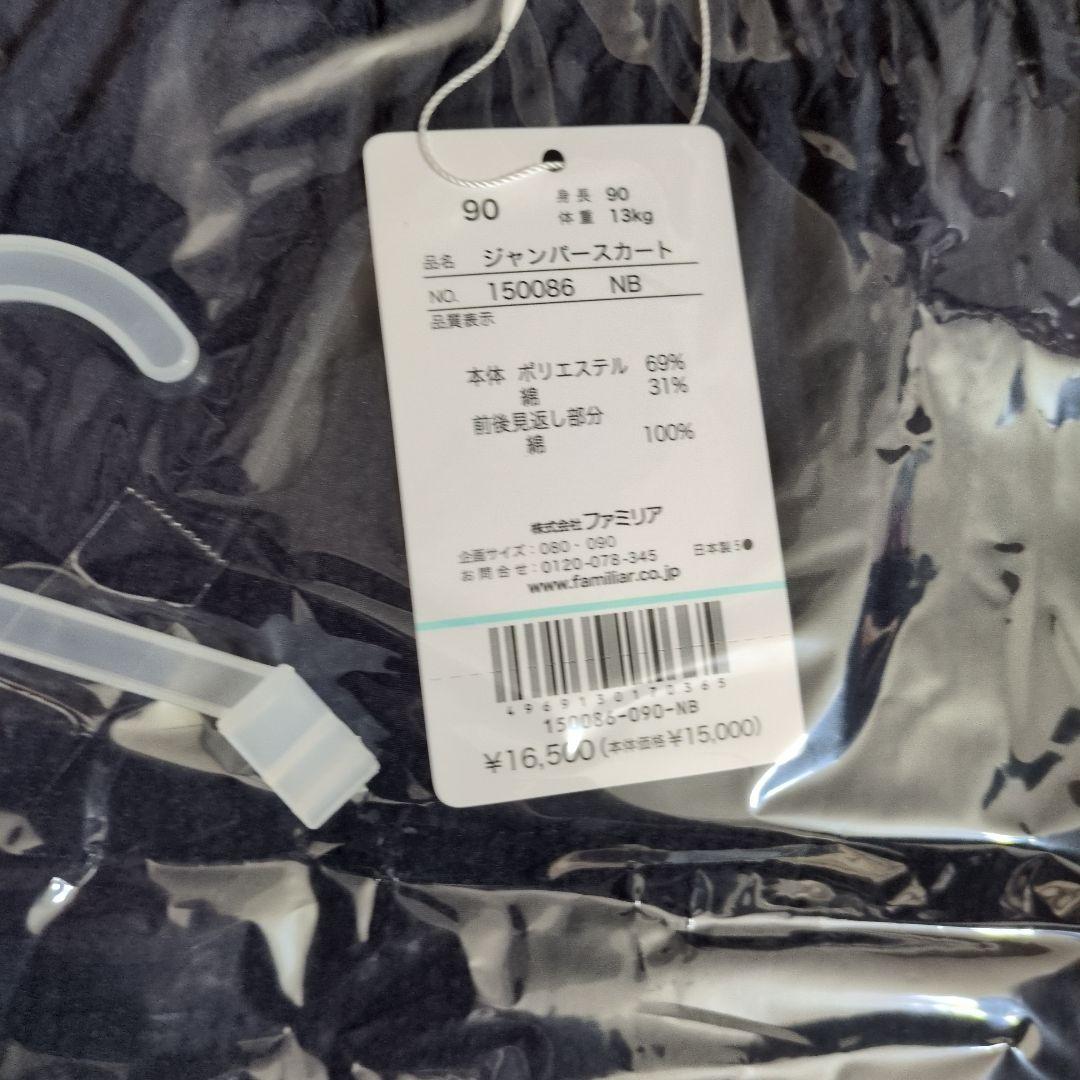 90 身長 90
体重 13kg
品名 ジャンパースカート
NO. 150086 NB
品質表示
本体 ポリエステル 69%
綿 31%
前後見返し部分
綿 100%
株式会社ファミリア
企画サイズ:080・090
お問合せ:0120-078-345 日本製 5●
www.familiar.co.jp
4969130170365
150086-090-NB
¥16,500(本体価格¥15,000)